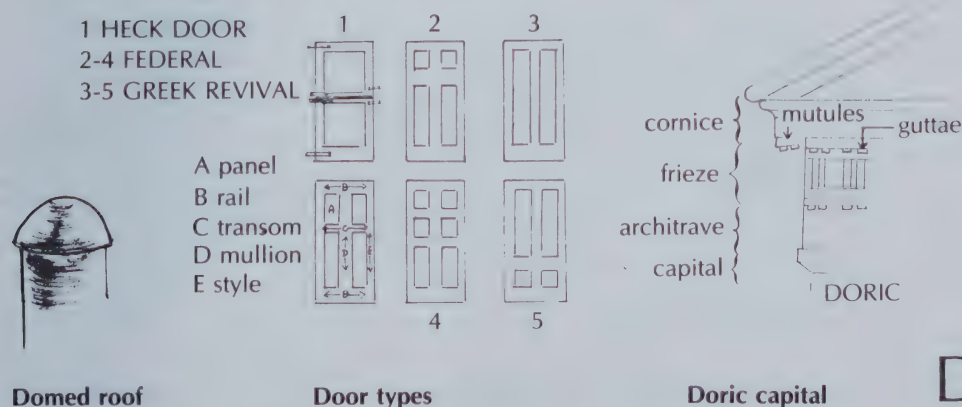 1 HECK DOOR
2-4 FEDERAL
3-5 GREEK REVIVAL
1 2 3
A panel
B rail
C transom
D mullion
E style
B
A
C
D
E
B
4 5
cornice
mutules
guttae
frieze
architrave
capital
DORIC
Domed roof
Door types
Doric capital
D